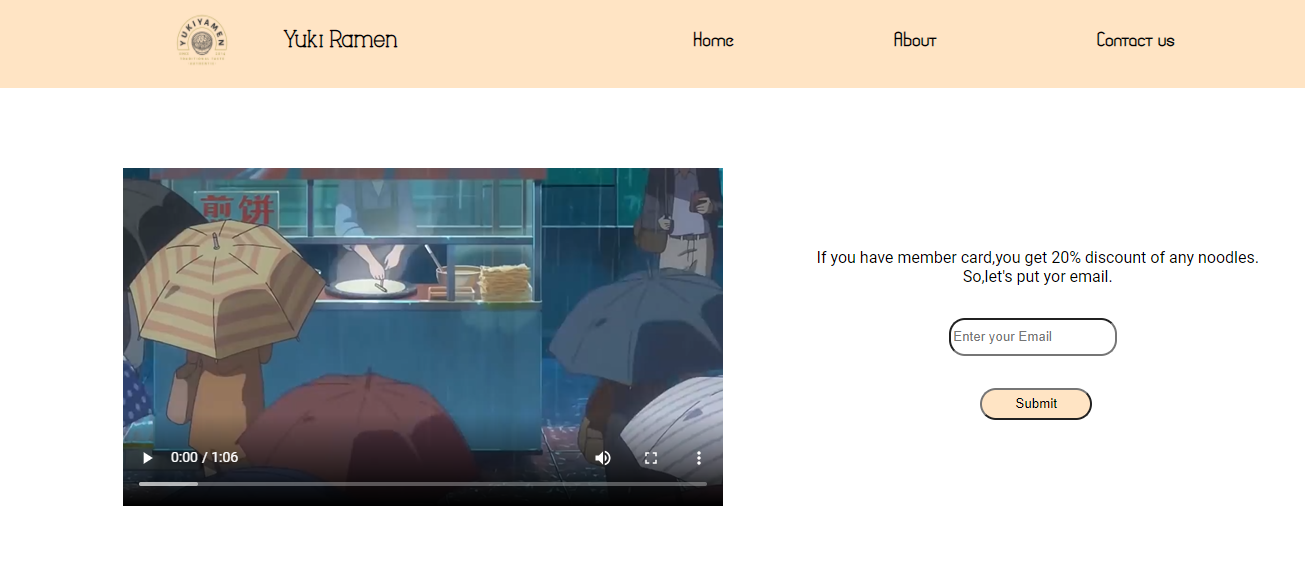 YUKIYAMEN
Yuki Ramen
Home
About
Contact us
煎饼
If you have member card,you get 20% discount of any noodles.
So,let's put yor email.
Enter your Email
Submit
0:00 / 1:06